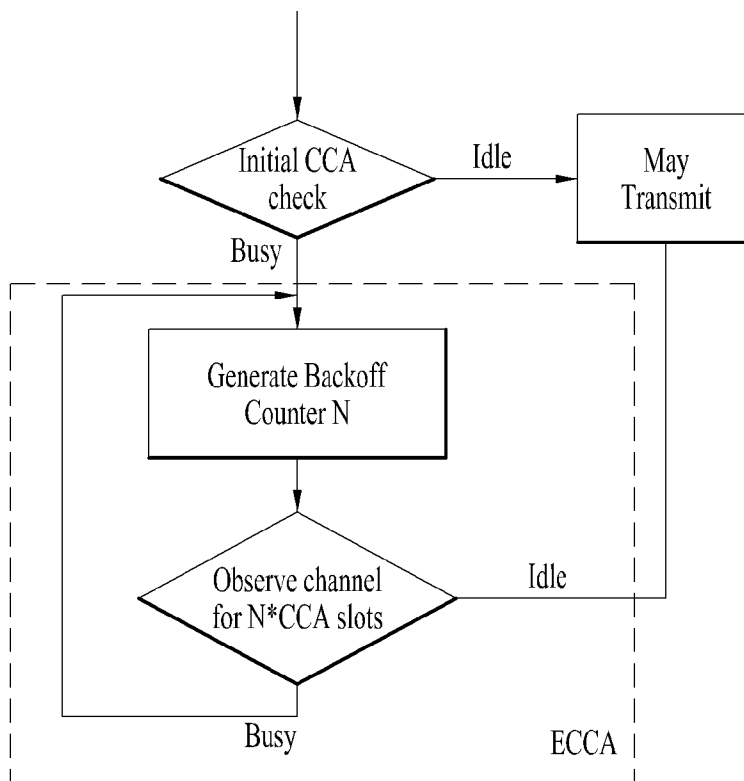 Initial CCA
check
Idle
May
Transmit
Busy
Generate Backoff
Counter N
Observe channel
for N*CCA slots
Idle
Busy
ECCA